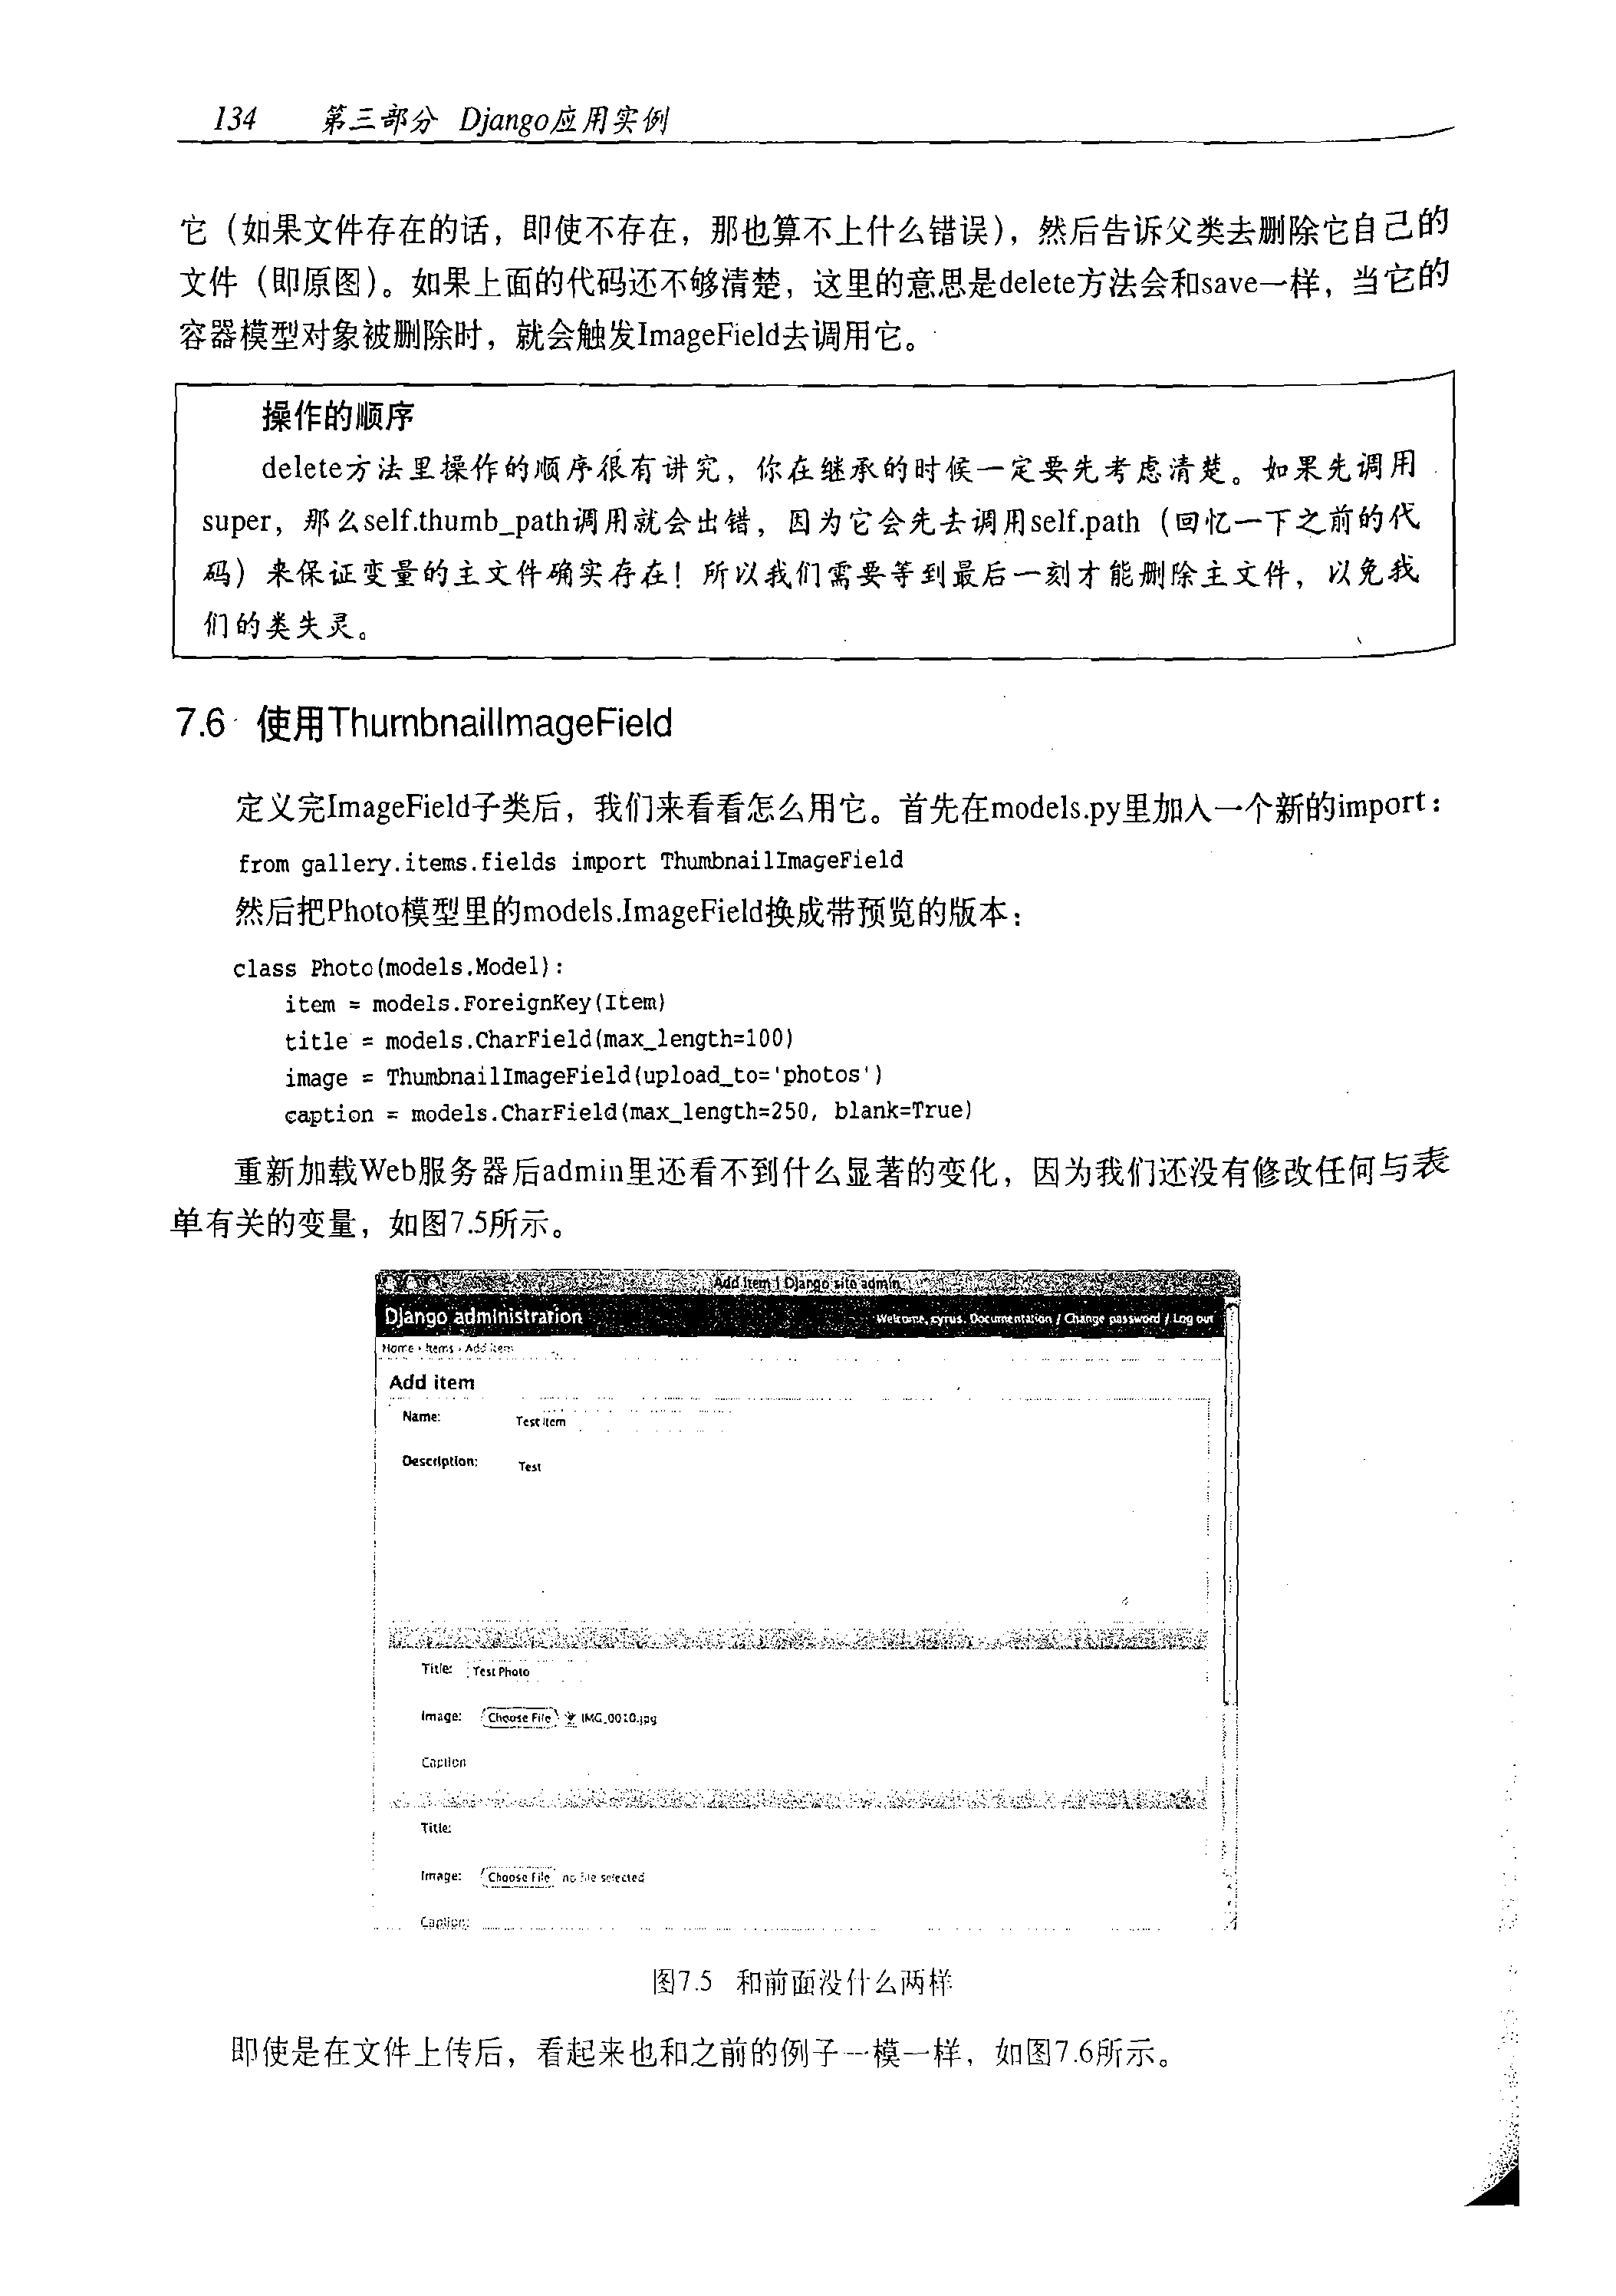 134 第三部分 Django应用实例
它（如果文件存在的话，即使不存在，那也算不上什么错误），然后告诉父类去删除它自己的
文件（即原图）。如果上面的代码还不够清楚，这里的意思是delete方法会和save一样，当它的
容器模型对象被删除时，就会触发ImageField去调用它。
操作的顺序
delete方法里操作的顺序很有讲究，你在继承的时候一定要先考虑清楚。如果先调用
super，那么self.thumb_path调用就会出错，因为它会先去调用self.path（回忆一下之前的代
码）来保证变量的主文件确实存在！所以我们需要等到最后一刻才能删除主文件，以免我
们的类失灵。
7.6 使用ThumbnailImageField
定义完ImageField子类后，我们来看看怎么用它。首先在models.py里加入一个新的import：
from gallery.items.fields import ThumbnailImageField
然后把Photo模型里的models.ImageField换成带预览的版本：
class Photo(models.Model):
    item = models.ForeignKey(Item)
    title = models.CharField(max_length=100)
    image = ThumbnailImageField(upload_to='photos')
    caption = models.CharField(max_length=250, blank=True)
重新加载Web服务器后admin里还看不到什么显著的变化，因为我们还没有修改任何与表
单有关的变量，如图7.5所示。
Add item | Django site admin
Django administration Welcome, cyrus. Documentation / Change password / Log out
Home › Items › Add item
Add item
Name: Test item
Description: Test
Title: Test Photo
Image: Choose File IMG_0010.jpg
Caption
Title:
Image: Choose File no file selected
Caption:
图7.5 和前面没什么两样
即使是在文件上传后，看起来也和之前的例子一模一样，如图7.6所示。